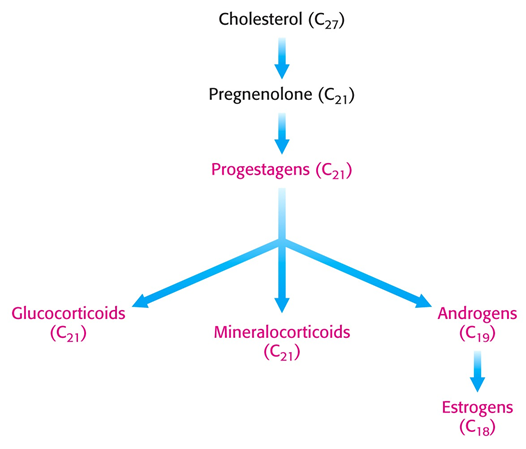 Cholesterol (C₂₇)
Pregnenolone (C₂₁)
Progestagens (C₂₁)
Glucocorticoids
(C₂₁)
Mineralocorticoids
(C₂₁)
Androgens
(C₁₉)
Estrogens
(C₁₈)